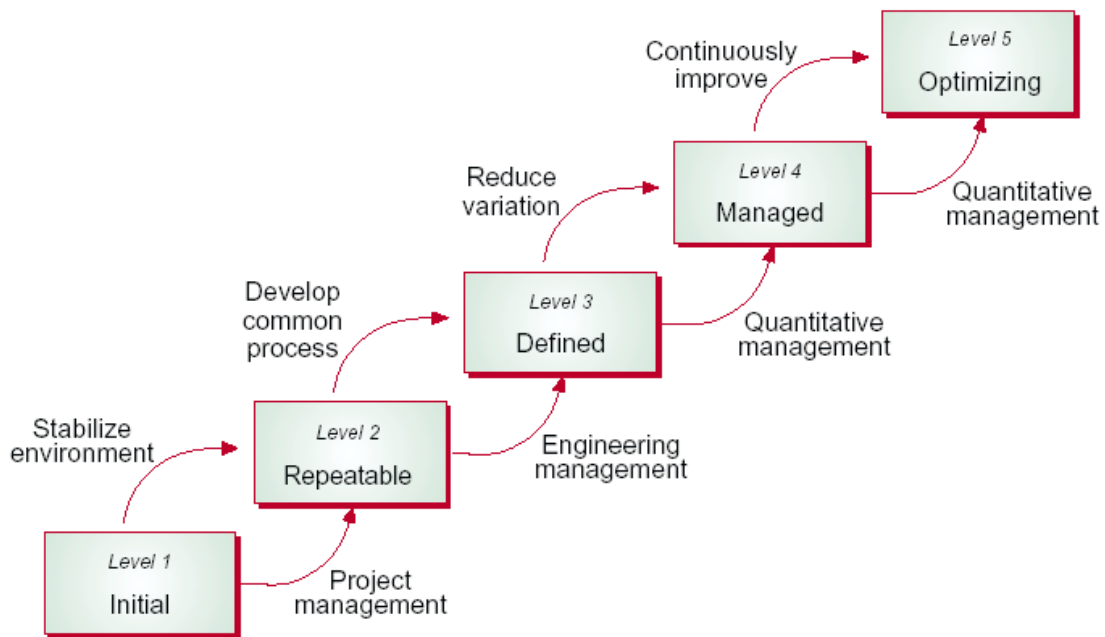 Level 5
Optimizing
Continuously
improve
Level 4
Managed
Quantitative
management
Reduce
variation
Level 3
Defined
Quantitative
management
Develop
common
process
Level 2
Repeatable
Engineering
management
Stabilize
environment
Level 1
Initial
Project
management